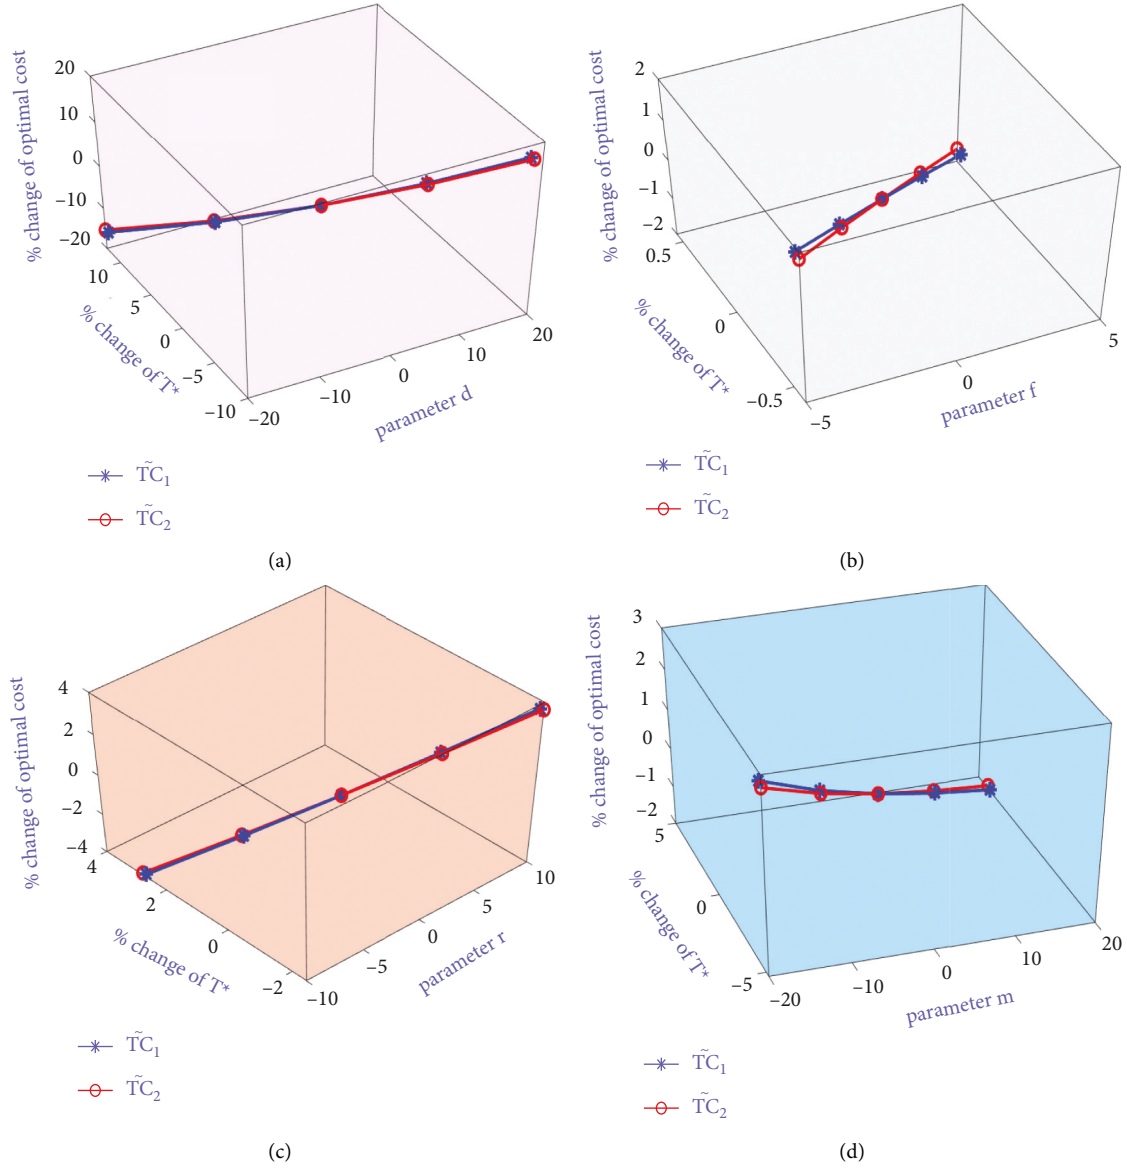 % change of optimal cost
20
10
0
−10
−20
10
5
0
−5
−10
% change of T*
−20
−10
0
10
20
parameter d
T̃C₁
T̃C₂
(a)
% change of optimal cost
2
1
0
−1
−2
0.5
0
−0.5
% change of T*
−5
0
5
parameter f
T̃C₁
T̃C₂
(b)
% change of optimal cost
4
2
0
−2
−4
4
2
0
−2
% change of T*
−10
−5
0
5
10
parameter r
T̃C₁
T̃C₂
(c)
% change of optimal cost
3
2
1
0
−1
−2
5
0
−5
% change of T*
−20
−10
0
10
20
parameter m
T̃C₁
T̃C₂
(d)